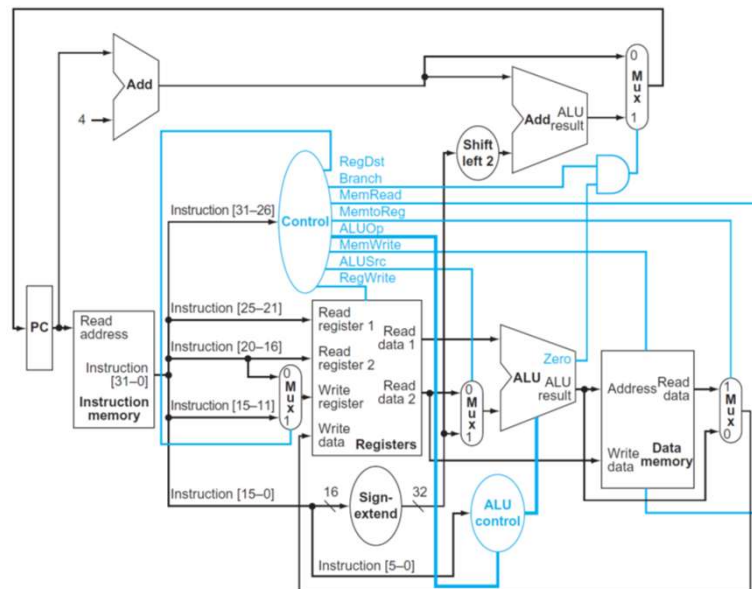 Add
4
0
M
u
x
1
Add
ALU
result
Shift
left 2
RegDst
Branch
MemRead
MemtoReg
ALUOp
MemWrite
ALUSrc
RegWrite
Control
Instruction [31–26]
PC
Read
address
Instruction
[31–0]
Instruction
memory
Instruction [25–21]
Instruction [20–16]
Instruction [15–11]
0
M
u
x
1
Read
register 1
Read
register 2
Write
register
Write
data
Read
data 1
Read
data 2
Registers
0
M
u
x
1
Zero
ALU
ALU
result
Address
Read
data
Write
data
Data
memory
1
M
u
x
0
Instruction [15–0]
16
Sign-
extend
32
Instruction [5–0]
ALU
control